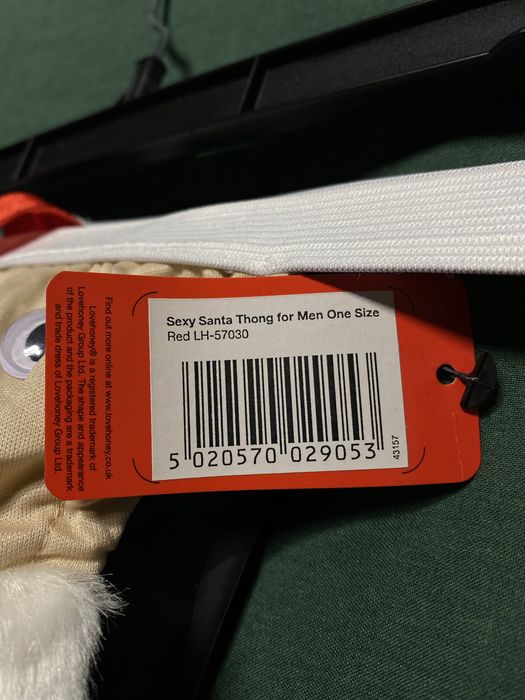 Sexy Santa Thong for Men One Size
Red LH-57030
5 020570 029053
43157
Find out more online at www.lovehoney.co.uk
Lovehoney® is a registered trademark of
Lovehoney Group Ltd. The shape and appearance
of the product and the packaging are a trademark
and trade dress of Lovehoney Group Ltd.